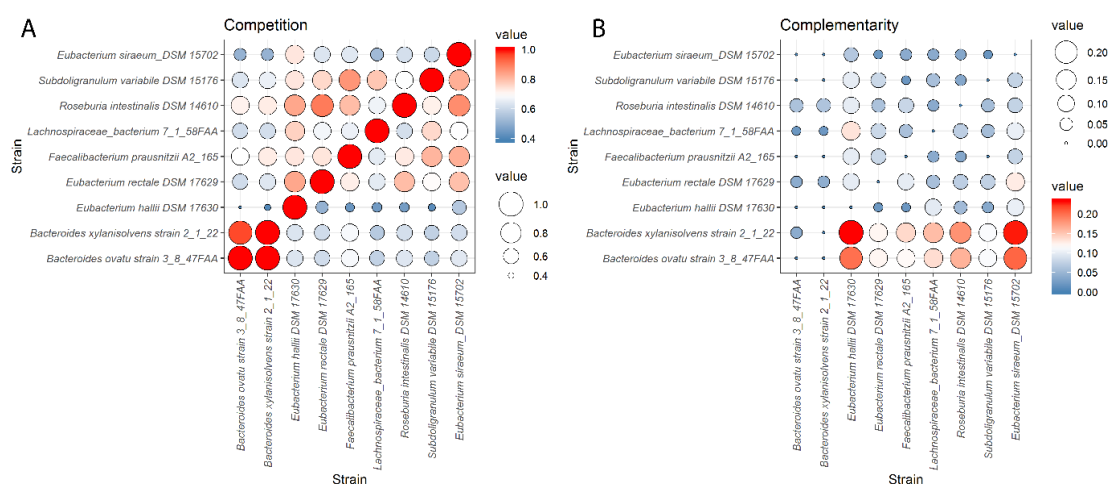 A
Competition
Strain
Eubacterium siraeum_DSM 15702
Subdoligranulum variabile DSM 15176
Roseburia intestinalis DSM 14610
Lachnospiraceae_bacterium 7_1_58FAA
Faecalibacterium prausnitzii A2_165
Eubacterium rectale DSM 17629
Eubacterium hallii DSM 17630
Bacteroides xylanisolvens strain 2_1_22
Bacteroides ovatu strain 3_8_47FAA
Bacteroides ovatu strain 3_8_47FAA
Bacteroides xylanisolvens strain 2_1_22
Eubacterium hallii DSM 17630
Eubacterium rectale DSM 17629
Faecalibacterium prausnitzii A2_165
Lachnospiraceae_bacterium 7_1_58FAA
Roseburia intestinalis DSM 14610
Subdoligranulum variabile DSM 15176
Eubacterium siraeum_DSM 15702
Strain
value
1.0
0.8
0.6
0.4
value
1.0
0.8
0.6
0.4
B
Complementarity
Strain
Eubacterium siraeum_DSM 15702
Subdoligranulum variabile DSM 15176
Roseburia intestinalis DSM 14610
Lachnospiraceae_bacterium 7_1_58FAA
Faecalibacterium prausnitzii A2_165
Eubacterium rectale DSM 17629
Eubacterium hallii DSM 17630
Bacteroides xylanisolvens strain 2_1_22
Bacteroides ovatu strain 3_8_47FAA
Bacteroides ovatu strain 3_8_47FAA
Bacteroides xylanisolvens strain 2_1_22
Eubacterium hallii DSM 17630
Eubacterium rectale DSM 17629
Faecalibacterium prausnitzii A2_165
Lachnospiraceae_bacterium 7_1_58FAA
Roseburia intestinalis DSM 14610
Subdoligranulum variabile DSM 15176
Eubacterium siraeum_DSM 15702
Strain
value
0.20
0.15
0.10
0.05
0.00
value
0.20
0.15
0.10
0.05
0.00